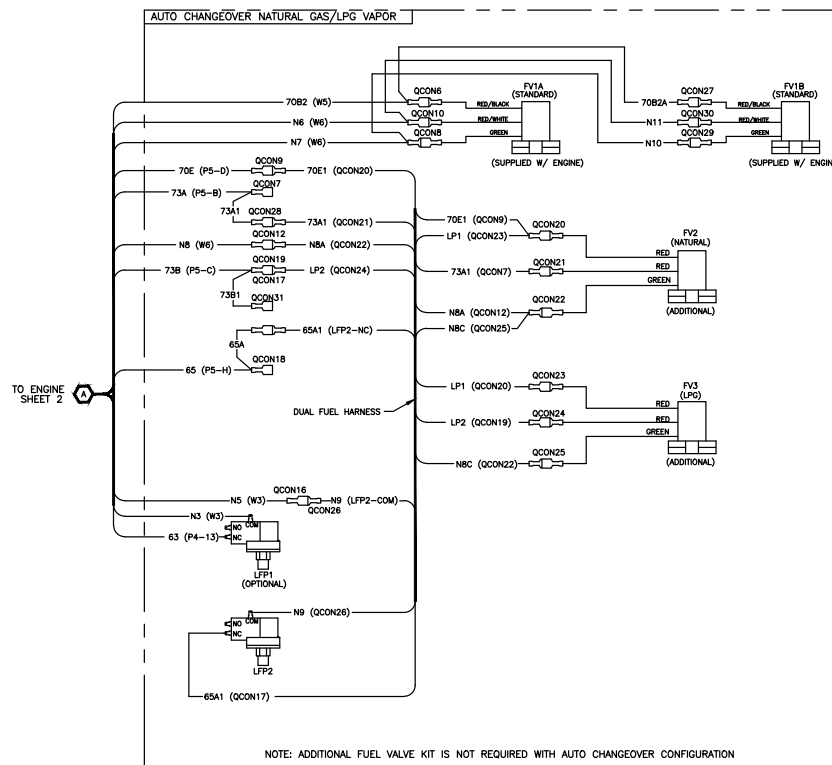 AUTO CHANGEOVER NATURAL GAS/LPG VAPOR
QCON6
FV1A
(STANDARD)
QCON27
FV1B
(STANDARD)
70B2 (W5)
RED/BLACK
70B2A
RED/BLACK
QCON10
QCON30
N6 (W6)
RED/WHITE
N11
RED/WHITE
QCON8
QCON29
N7 (W6)
GREEN
N10
GREEN
(SUPPLIED W/ ENGINE)
(SUPPLIED W/ ENGIN
QCON9
70E (P5-D)
70E1 (QCON20)
QCON7
73A (P5-B)
73A1
QCON28
73A1 (QCON21)
QCON12
N8 (W6)
N8A (QCON22)
QCON19
73B (P5-C)
LP2 (QCON24)
QCON17
73B1
QCON31
65A1 (LFP2-NC)
65A
QCON18
65 (P5-H)
70E1 (QCON9)
QCON20
LP1 (QCON23)
FV2
(NATURAL)
RED
73A1 (QCON7)
QCON21
RED
GREEN
N8A (QCON12)
QCON22
N8C (QCON25)
(ADDITIONAL)
TO ENGINE
SHEET 2
A
DUAL FUEL HARNESS
QCON23
LP1 (QCON20)
FV3
(LPG)
RED
QCON24
LP2 (QCON19)
RED
GREEN
QCON25
N8C (QCON22)
(ADDITIONAL)
QCON16
N5 (W3)
N9 (LFP2-COM)
QCON26
N3 (W3)
NO
COM
63 (P4-13)
NC
LFP1
(OPTIONAL)
N9 (QCON26)
NO
COM
NC
LFP2
65A1 (QCON17)
NOTE: ADDITIONAL FUEL VALVE KIT IS NOT REQUIRED WITH AUTO CHANGEOVER CONFIGURATION